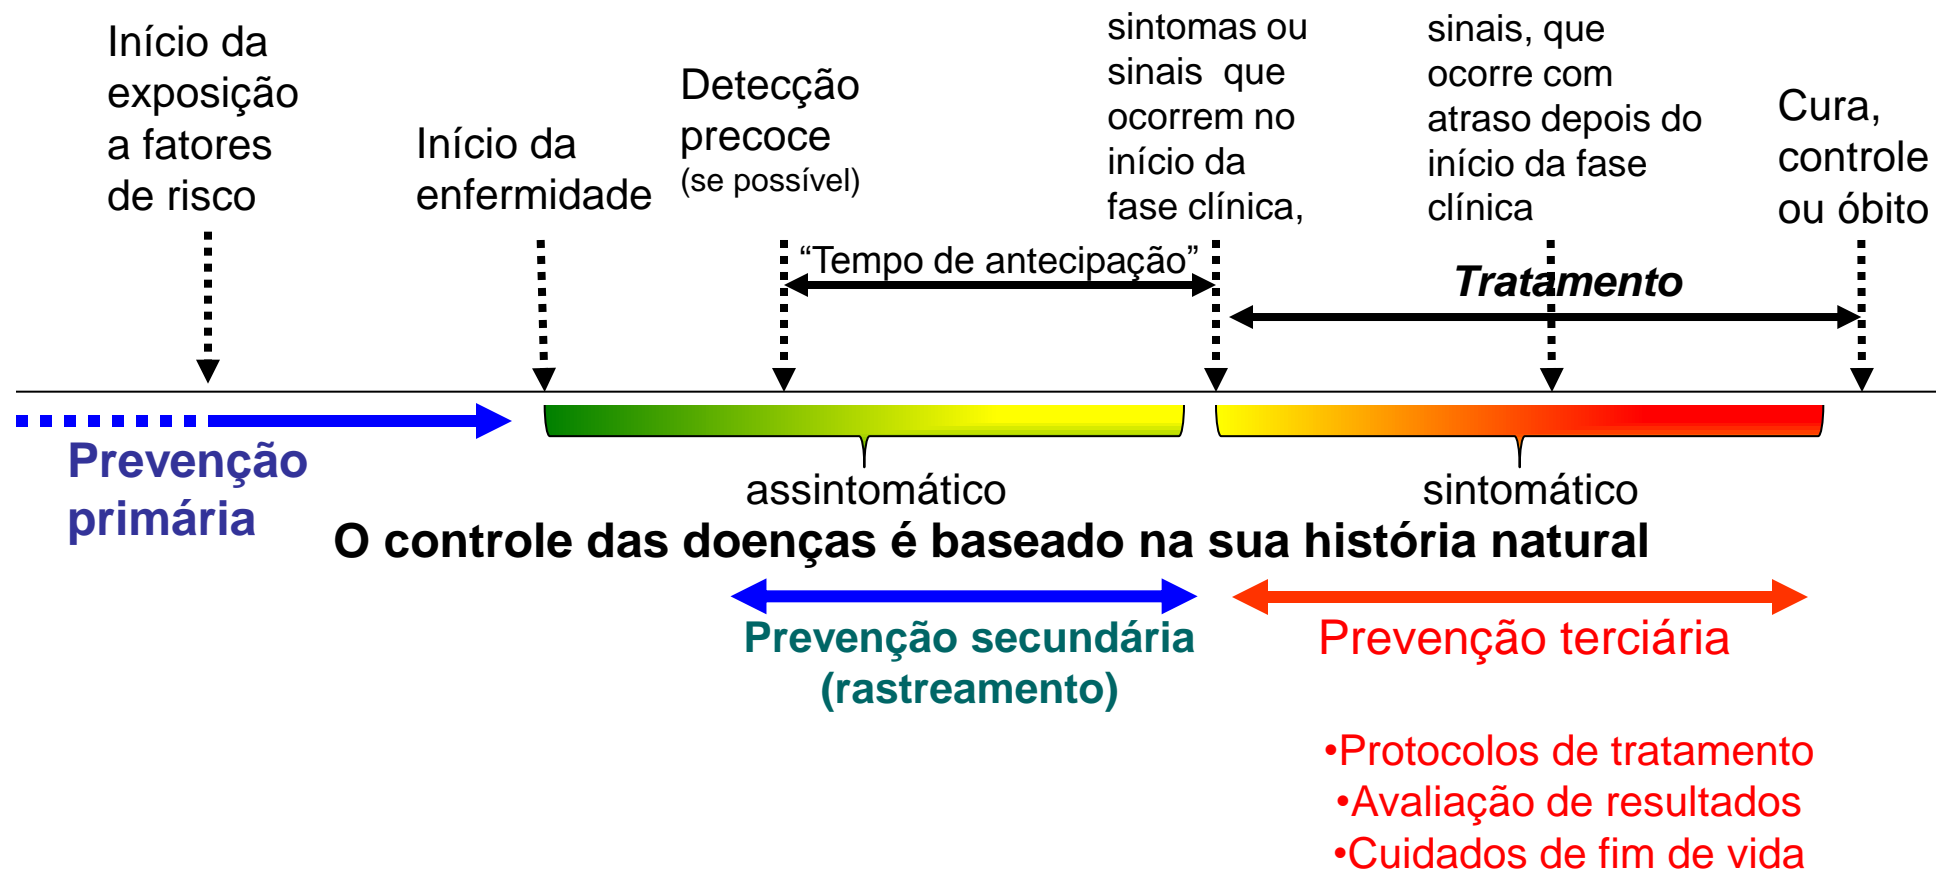 Início da
exposição
a fatores
de risco
Início da
enfermidade
Detecção
precoce
(se possível)
sintomas ou
sinais que
ocorrem no
início da
fase clínica,
sinais, que
ocorre com
atraso depois do
início da fase
clínica
Cura,
controle
ou óbito
“Tempo de antecipação”
Tratamento
Prevenção
primária
assintomático
sintomático
O controle das doenças é baseado na sua história natural
Prevenção secundária
(rastreamento)
Prevenção terciária
•Protocolos de tratamento
•Avaliação de resultados
•Cuidados de fim de vida